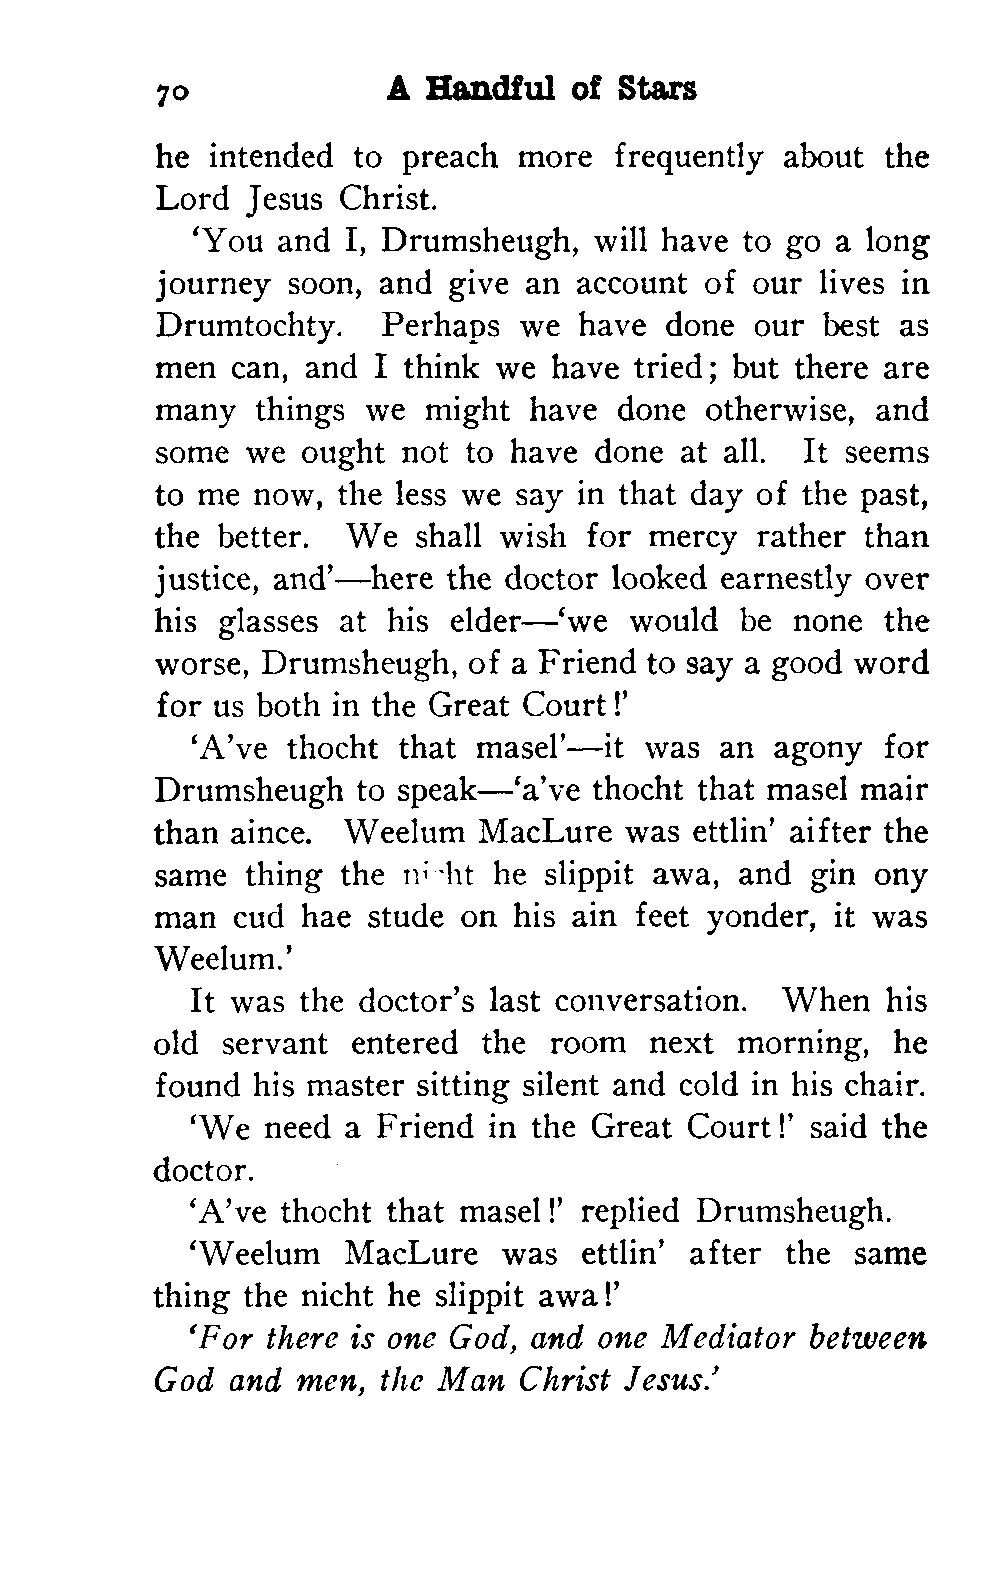 70 A Handful of Stars
he intended to preach more frequently about the
Lord Jesus Christ.
'You and I, Drumsheugh, will have to go a long
journey soon, and give an account of our lives in
Drumtochty. Perhaps we have done our best as
men can, and I think we have tried; but there are
many things we might have done otherwise, and
some we ought not to have done at all. It seems
to me now, the less we say in that day of the past,
the better. We shall wish for mercy rather than
justice, and'—here the doctor looked earnestly over
his glasses at his elder—'we would be none the
worse, Drumsheugh, of a Friend to say a good word
for us both in the Great Court!'
'A've thocht that masel'—it was an agony for
Drumsheugh to speak—'a've thocht that masel mair
than aince. Weelum MacLure was ettlin' aifter the
same thing the he slippit awa, and gin ony
man cud hae stude on his ain feet yonder, it was
Weelum.'
It was the doctor's last conversation. When his
old servant entered the room next morning, he
found his master sitting silent and cold in his chair.
'We need a Friend in the Great Court!' said the
doctor.
'A've thocht that masel!' replied Drumsheugh.
'Weelum MacLure was ettlin' after the same
thing the nicht he slippit awa!'
'For there is one God, and one Mediator between
God and men, the Man Christ Jesus.'